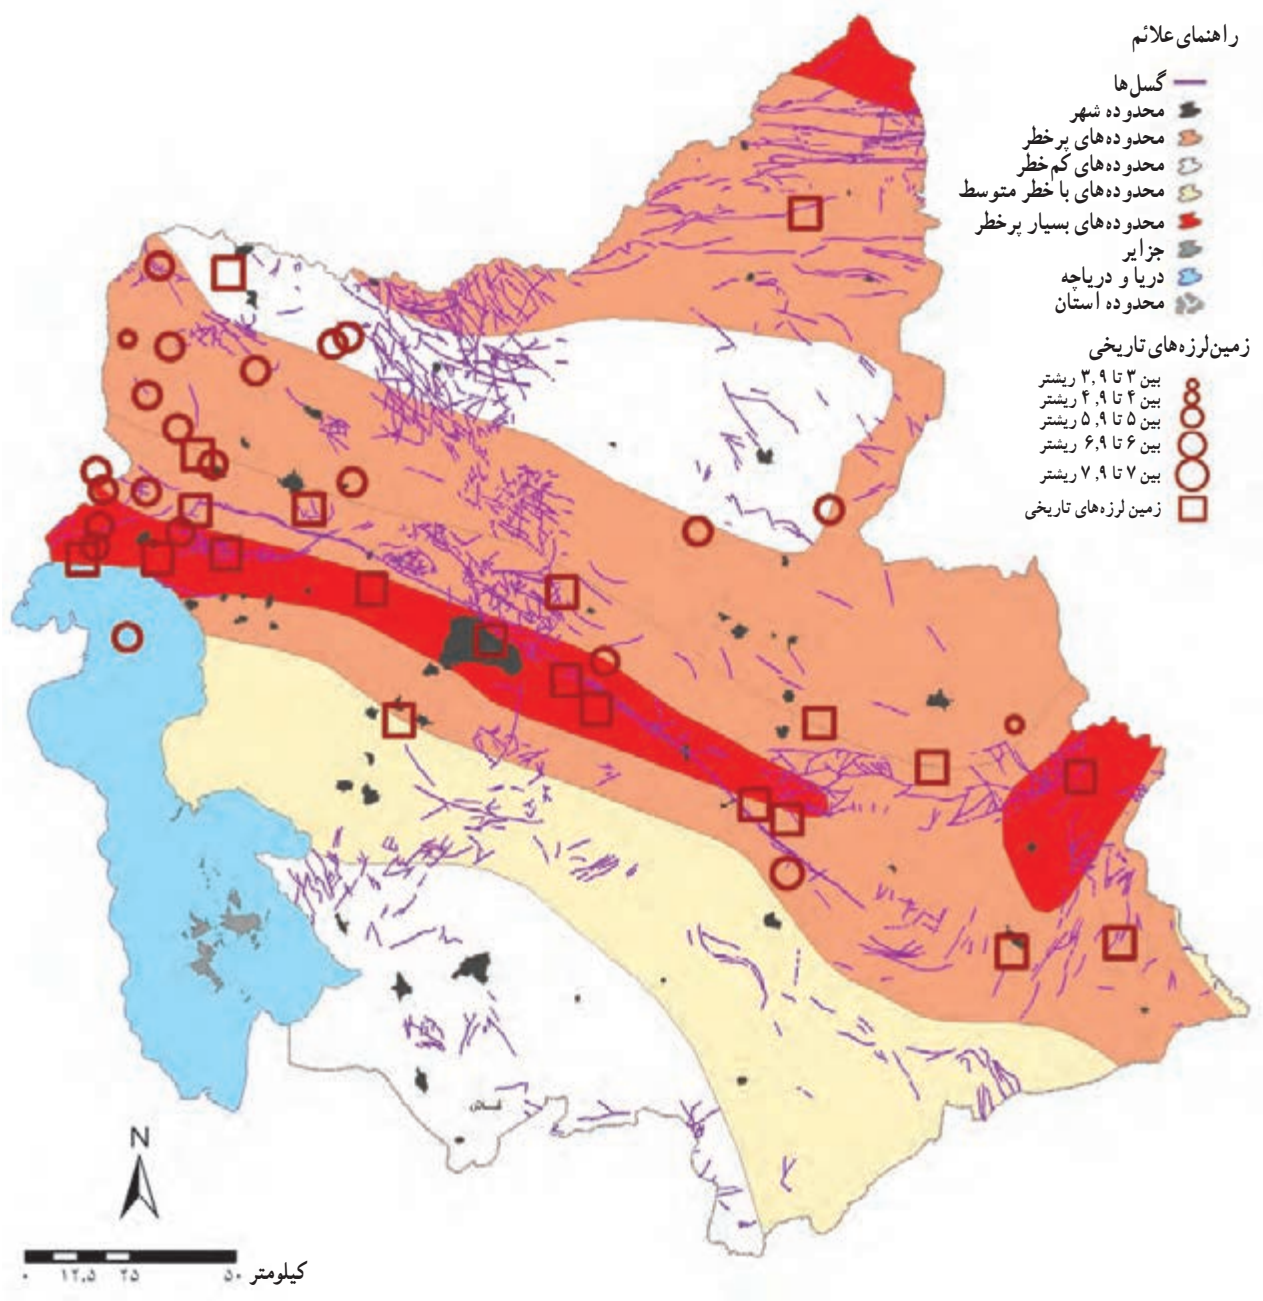 راهنمای علائم
گسل‌ها
محدوده شهر
محدوده‌های پرخطر
محدوده‌های کم‌خطر
محدوده‌های با خطر متوسط
محدوده‌های بسیار پرخطر
جزایر
دریا و دریاچه
محدوده استان
زمین‌لرزه‌های تاریخی
بین ۳ تا ۳٫۹ ریشتر
بین ۴ تا ۴٫۹ ریشتر
بین ۵ تا ۵٫۹ ریشتر
بین ۶ تا ۶٫۹ ریشتر
بین ۷ تا ۷٫۹ ریشتر
زمین لرزه‌های تاریخی
N
۰ ۱۲٫۵ ۲۵ ۵۰ کیلومتر